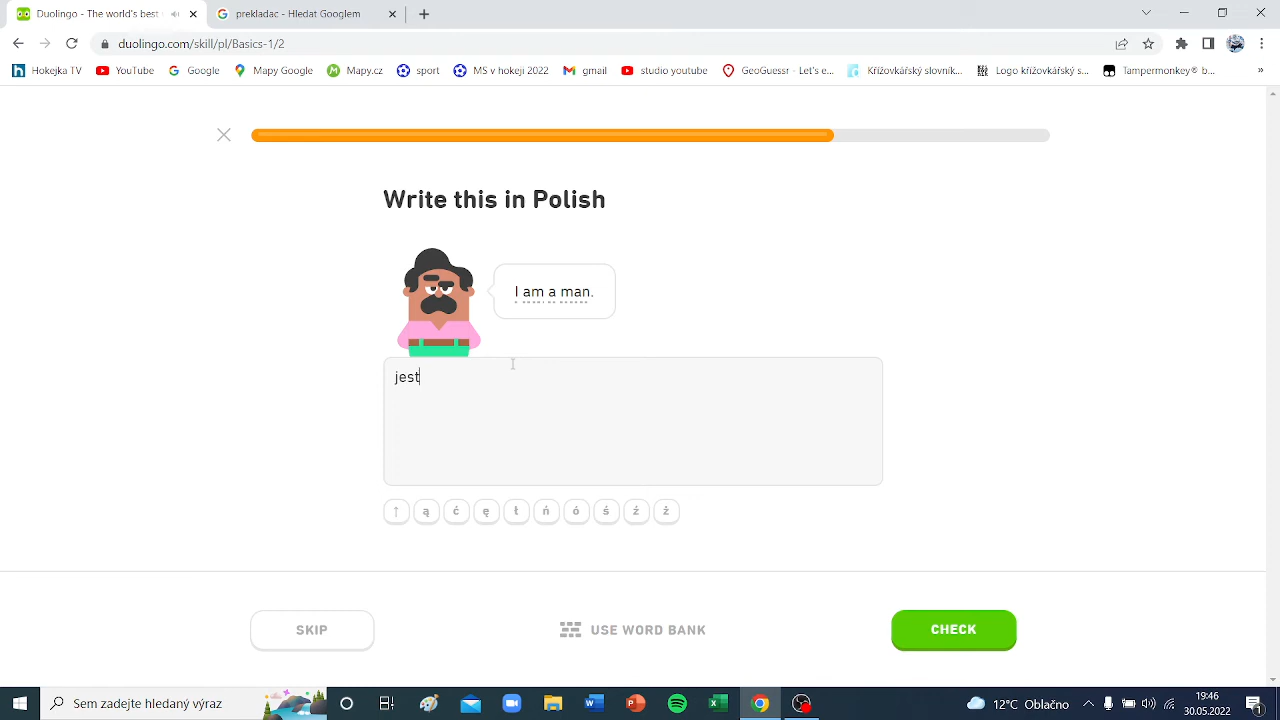 Duolingo - The world's best
prekladac - Hledat Googlem
duolingo.com/skill/pl/Basics-1/2
Hokejka TV YouTube Google Mapy Google Mapy.cz sport MS v hokeji 2022 gmail studio youtube GeoGuessr - Let's e... Křížovkářský slovník... Logo křížovkářský s... Tampermonkey® b... »
Write this in Polish
I am a man.
jest
↑ ą ć ę ł ń ó ś ź ż
SKIP USE WORD BANK CHECK
Sem zadejte hledaný výraz
12°C Oblačno
19:46
30.05.2022